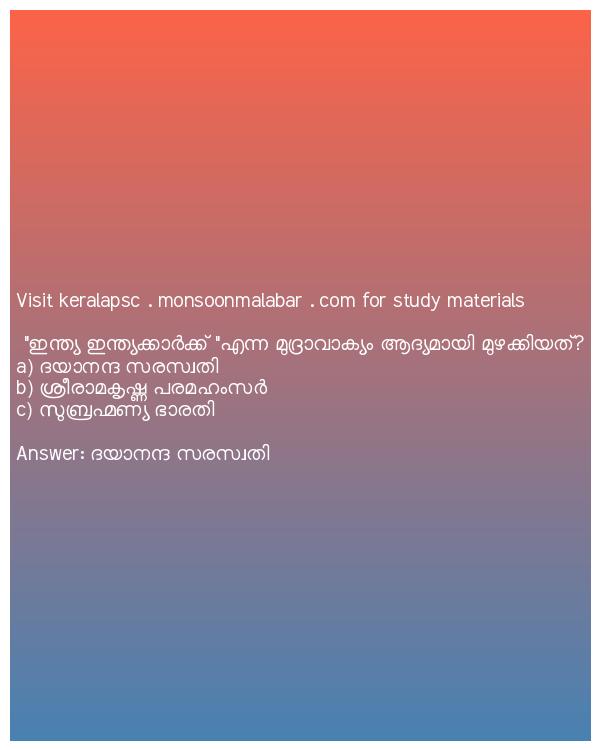 Visit keralapsc . monsoonmalabar . com for study materials
"ഇന്ത്യ ഇന്ത്യക്കാർക്ക് "എന്ന മുദ്രാവാക്യം ആദ്യമായി മുഴക്കിയത്?
a) ദയാനന്ദ സരസ്വതി
b) ശ്രീരാമകൃഷ്ണ പരമഹംസർ
c) സുബ്രഹ്മണ്യ ഭാരതി
Answer: ദയാനന്ദ സരസ്വതി